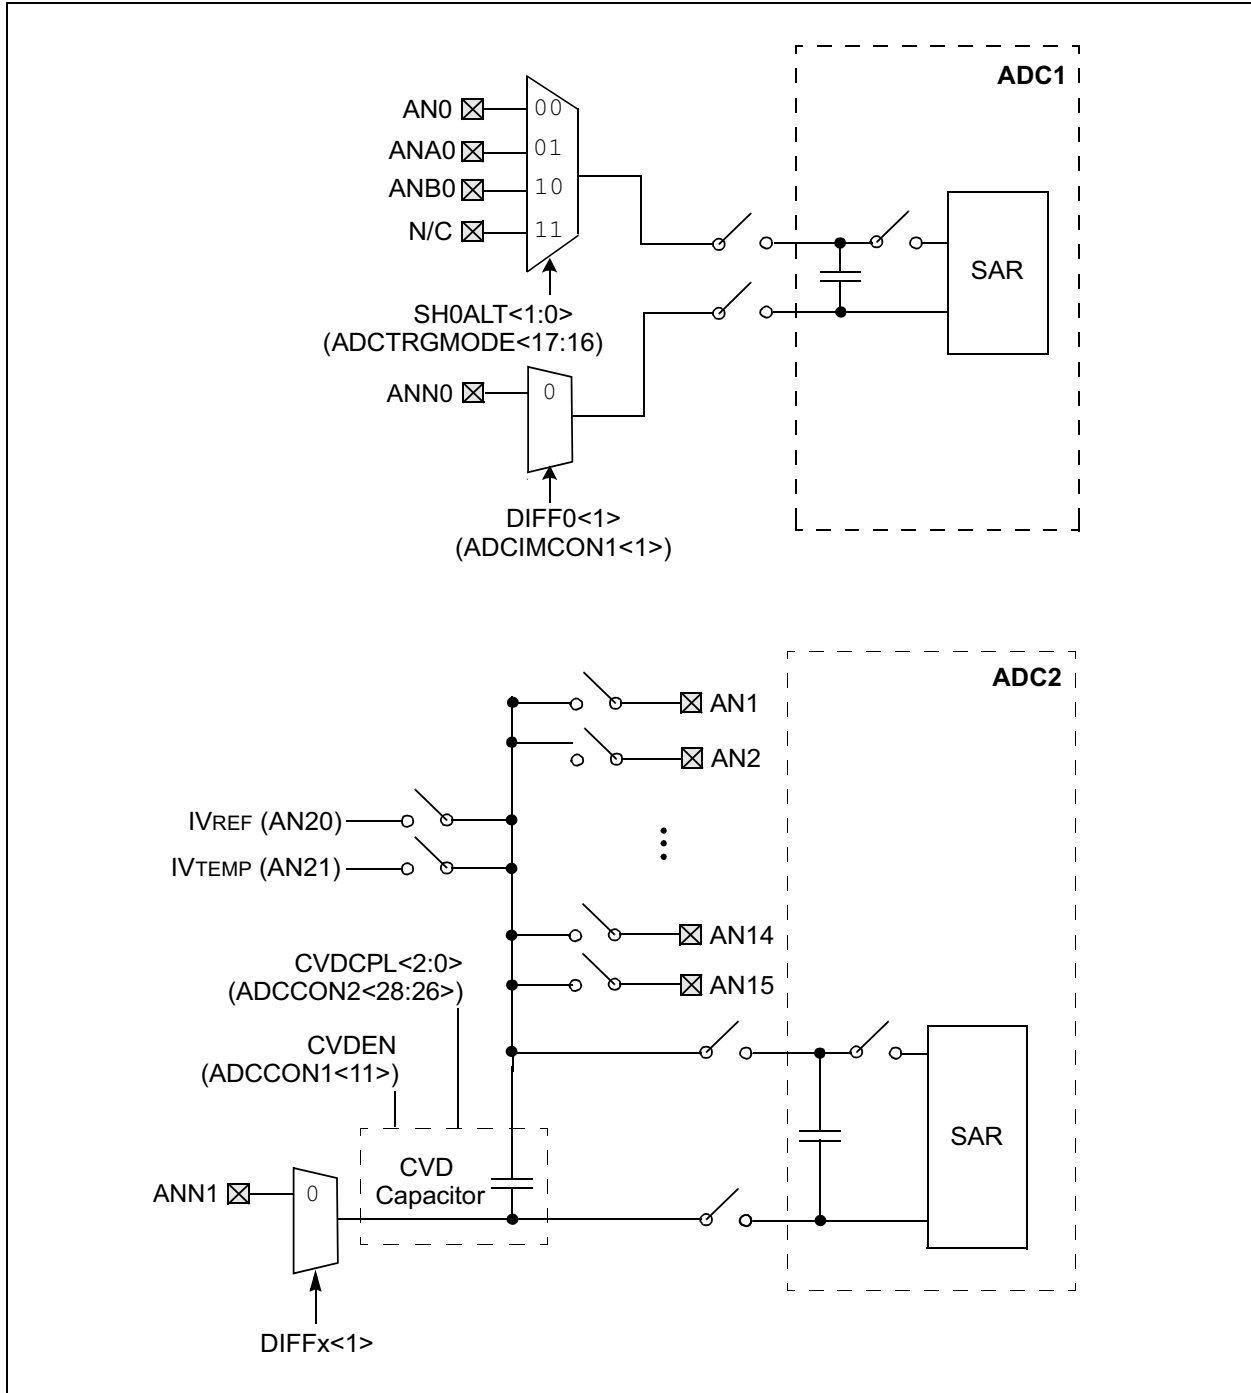 ADC1
AN0
00
ANA0
01
ANB0
10
N/C
11
SAR
SH0ALT<1:0>
(ADCTRGMODE<17:16)
ANN0
0
DIFF0<1>
(ADCIMCON1<1>)
ADC2
AN1
AN2
IVREF (AN20)
IVTEMP (AN21)
AN14
CVDCPL<2:0>
(ADCCON2<28:26>)
AN15
CVDEN
(ADCCON1<11>)
SAR
CVD
Capacitor
ANN1
0
DIFFx<1>